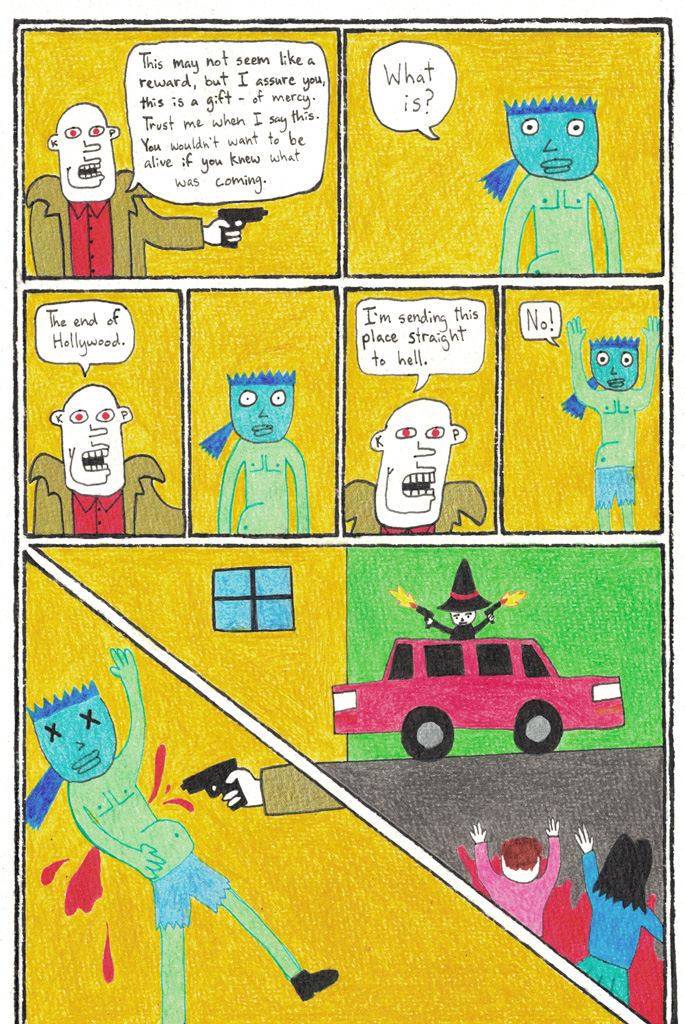 This may not seem like a
reward, but I assure you,
this is a gift - of mercy.
Trust me when I say this.
You wouldn't want to be
alive if you knew what
was coming.
K P
What
is?
The end of
Hollywood.
K P
I'm sending this
place straight
to hell.
K P
No!